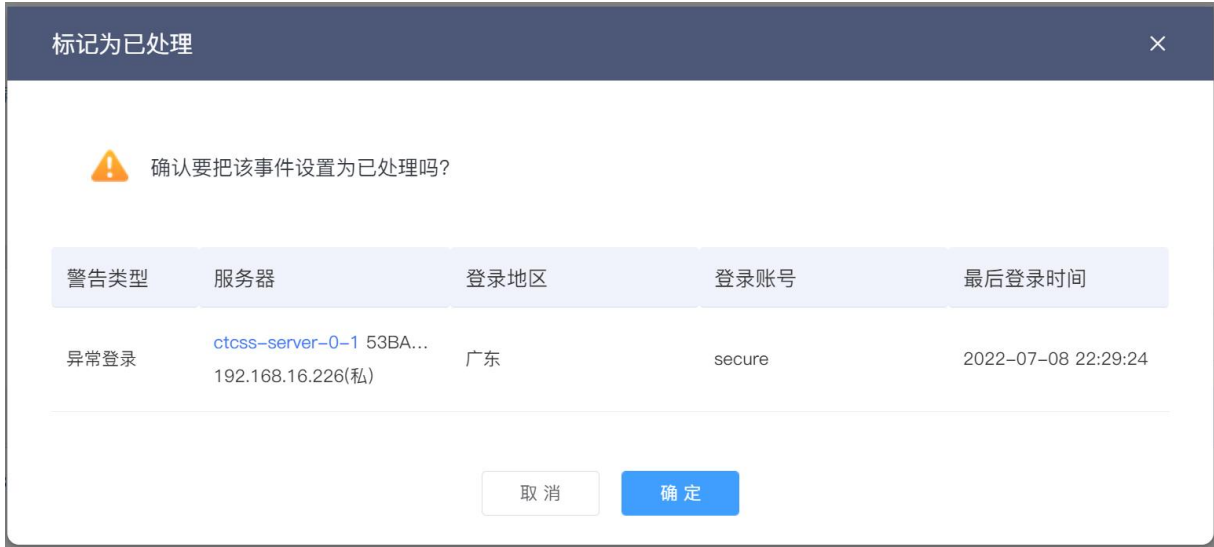 标记为已处理
确认要把该事件设置为已处理吗?
警告类型 服务器 登录地区 登录账号 最后登录时间
异常登录 ctcss-server-0-1 53BA... 广东 secure 2022-07-08 22:29:24
192.168.16.226(私)
取消 确定